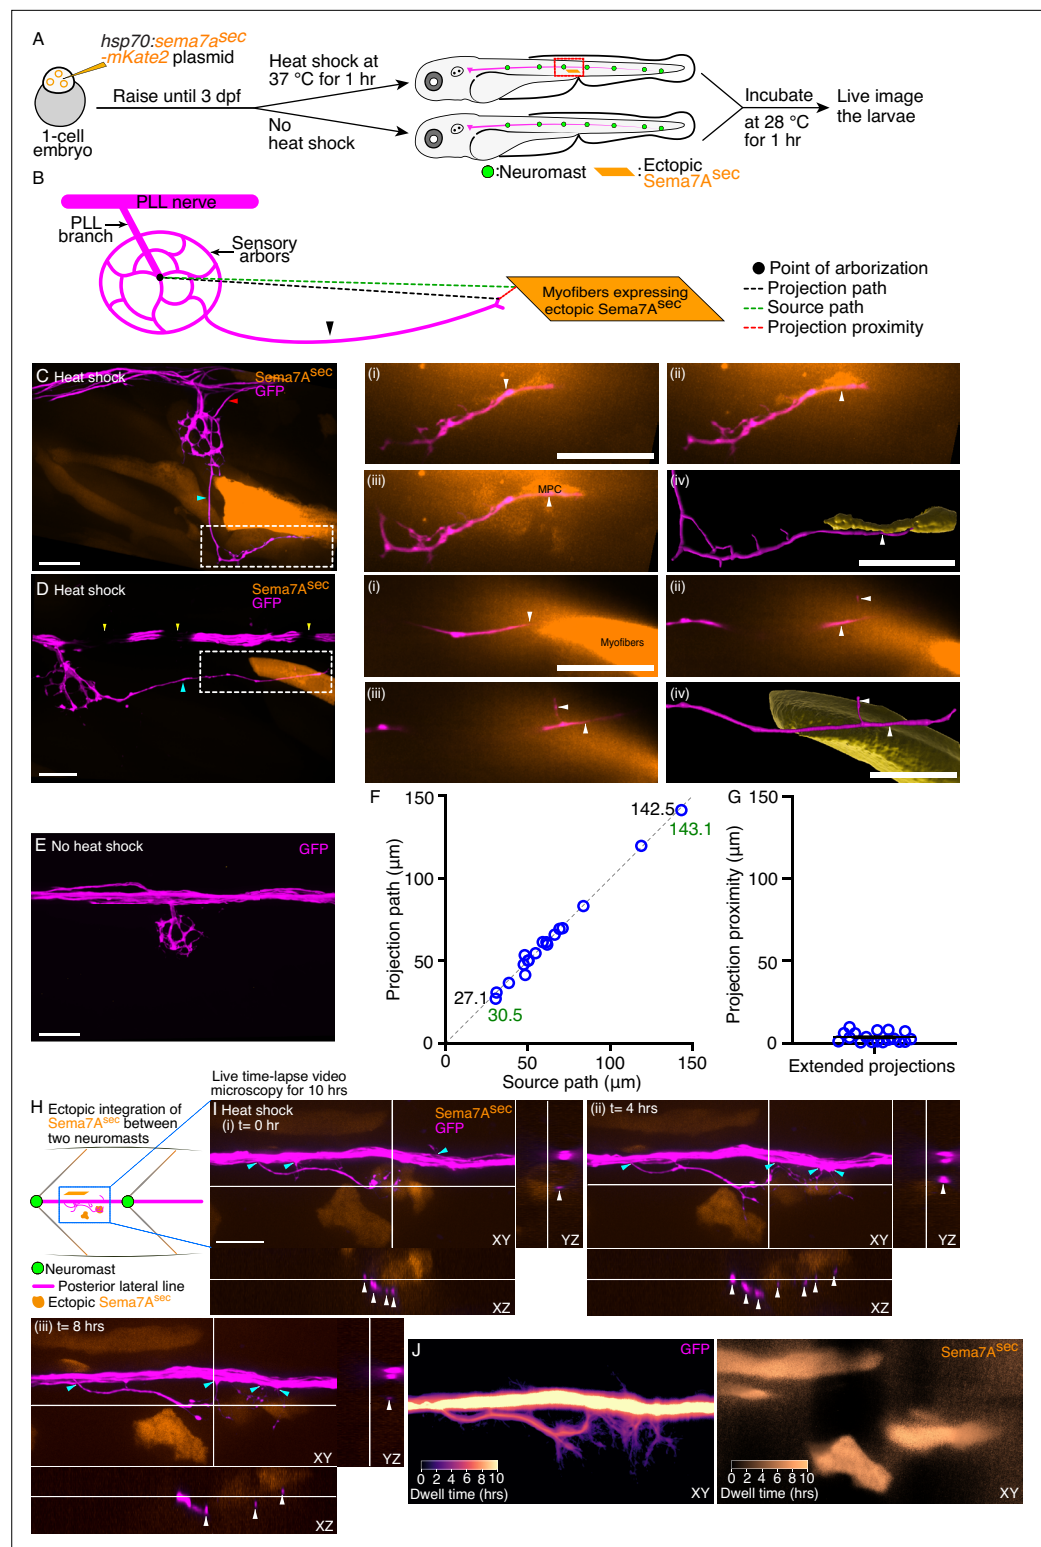 A
hsp70:sema7a^sec
-mKate2 plasmid
1-cell
embryo
Raise until 3 dpf
Heat shock at
37 °C for 1 hr
No
heat shock
Incubate
at 28 °C
for 1 hr
Live image
the larvae
:Neuromast
:Ectopic
Sema7A^sec
B
PLL nerve
PLL
branch
Sensory
arbors
Myofibers expressing
ectopic Sema7A^sec
Point of arborization
Projection path
Source path
Projection proximity
C Heat shock
Sema7A^sec
GFP
(i)
(ii)
(iii)
MPC
(iv)
D Heat shock
Sema7A^sec
GFP
(i)
Myofibers
(ii)
(iii)
(iv)
E No heat shock
GFP
F
Projection path (µm)
150
100
50
0
142.5
143.1
27.1
30.5
0 50 100 150
Source path (µm)
G
Projection proximity (µm)
150
100
50
0
Extended projections
H
Ectopic integration of
Sema7A^sec between
two neuromasts
Neuromast
Posterior lateral line
Ectopic Sema7A^sec
Live time-lapse video
microscopy for 10 hrs
I Heat shock
(i) t= 0 hr
Sema7A^sec
GFP
XY
YZ
XZ
(ii) t= 4 hrs
XY
YZ
XZ
(iii) t= 8 hrs
XY
YZ
XZ
J
GFP
0 2 4 6 8 10
Dwell time (hrs)
XY
Sema7A^sec
0 2 4 6 8 10
Dwell time (hrs)
XY